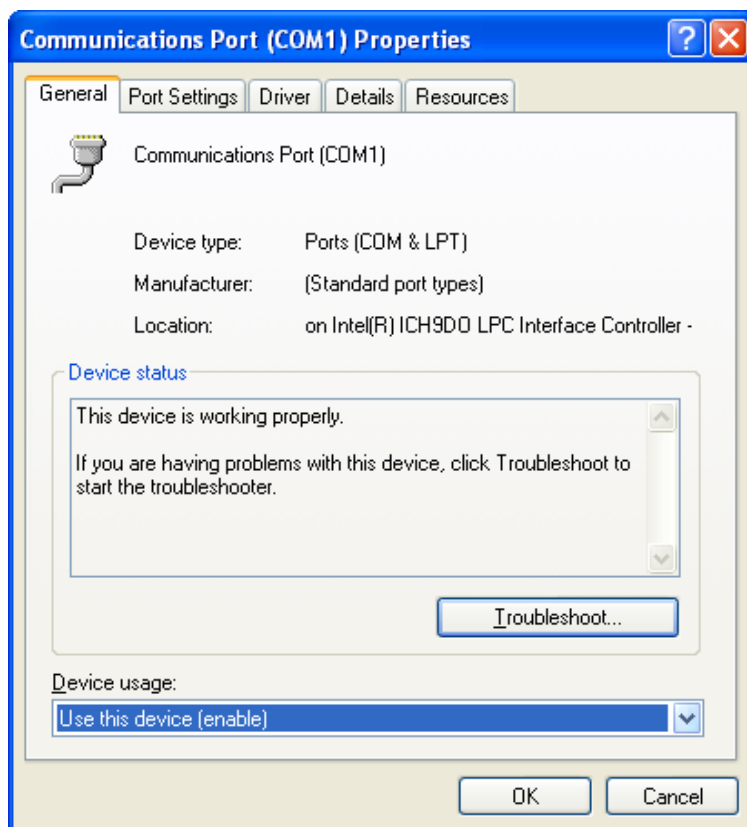 Communications Port (COM1) Properties
General Port Settings Driver Details Resources
Communications Port (COM1)
Device type: Ports (COM & LPT)
Manufacturer: (Standard port types)
Location: on Intel(R) ICH9DO LPC Interface Controller -
Device status
This device is working properly.
If you are having problems with this device, click Troubleshoot to
start the troubleshooter.
Troubleshoot...
Device usage:
Use this device (enable)
OK Cancel